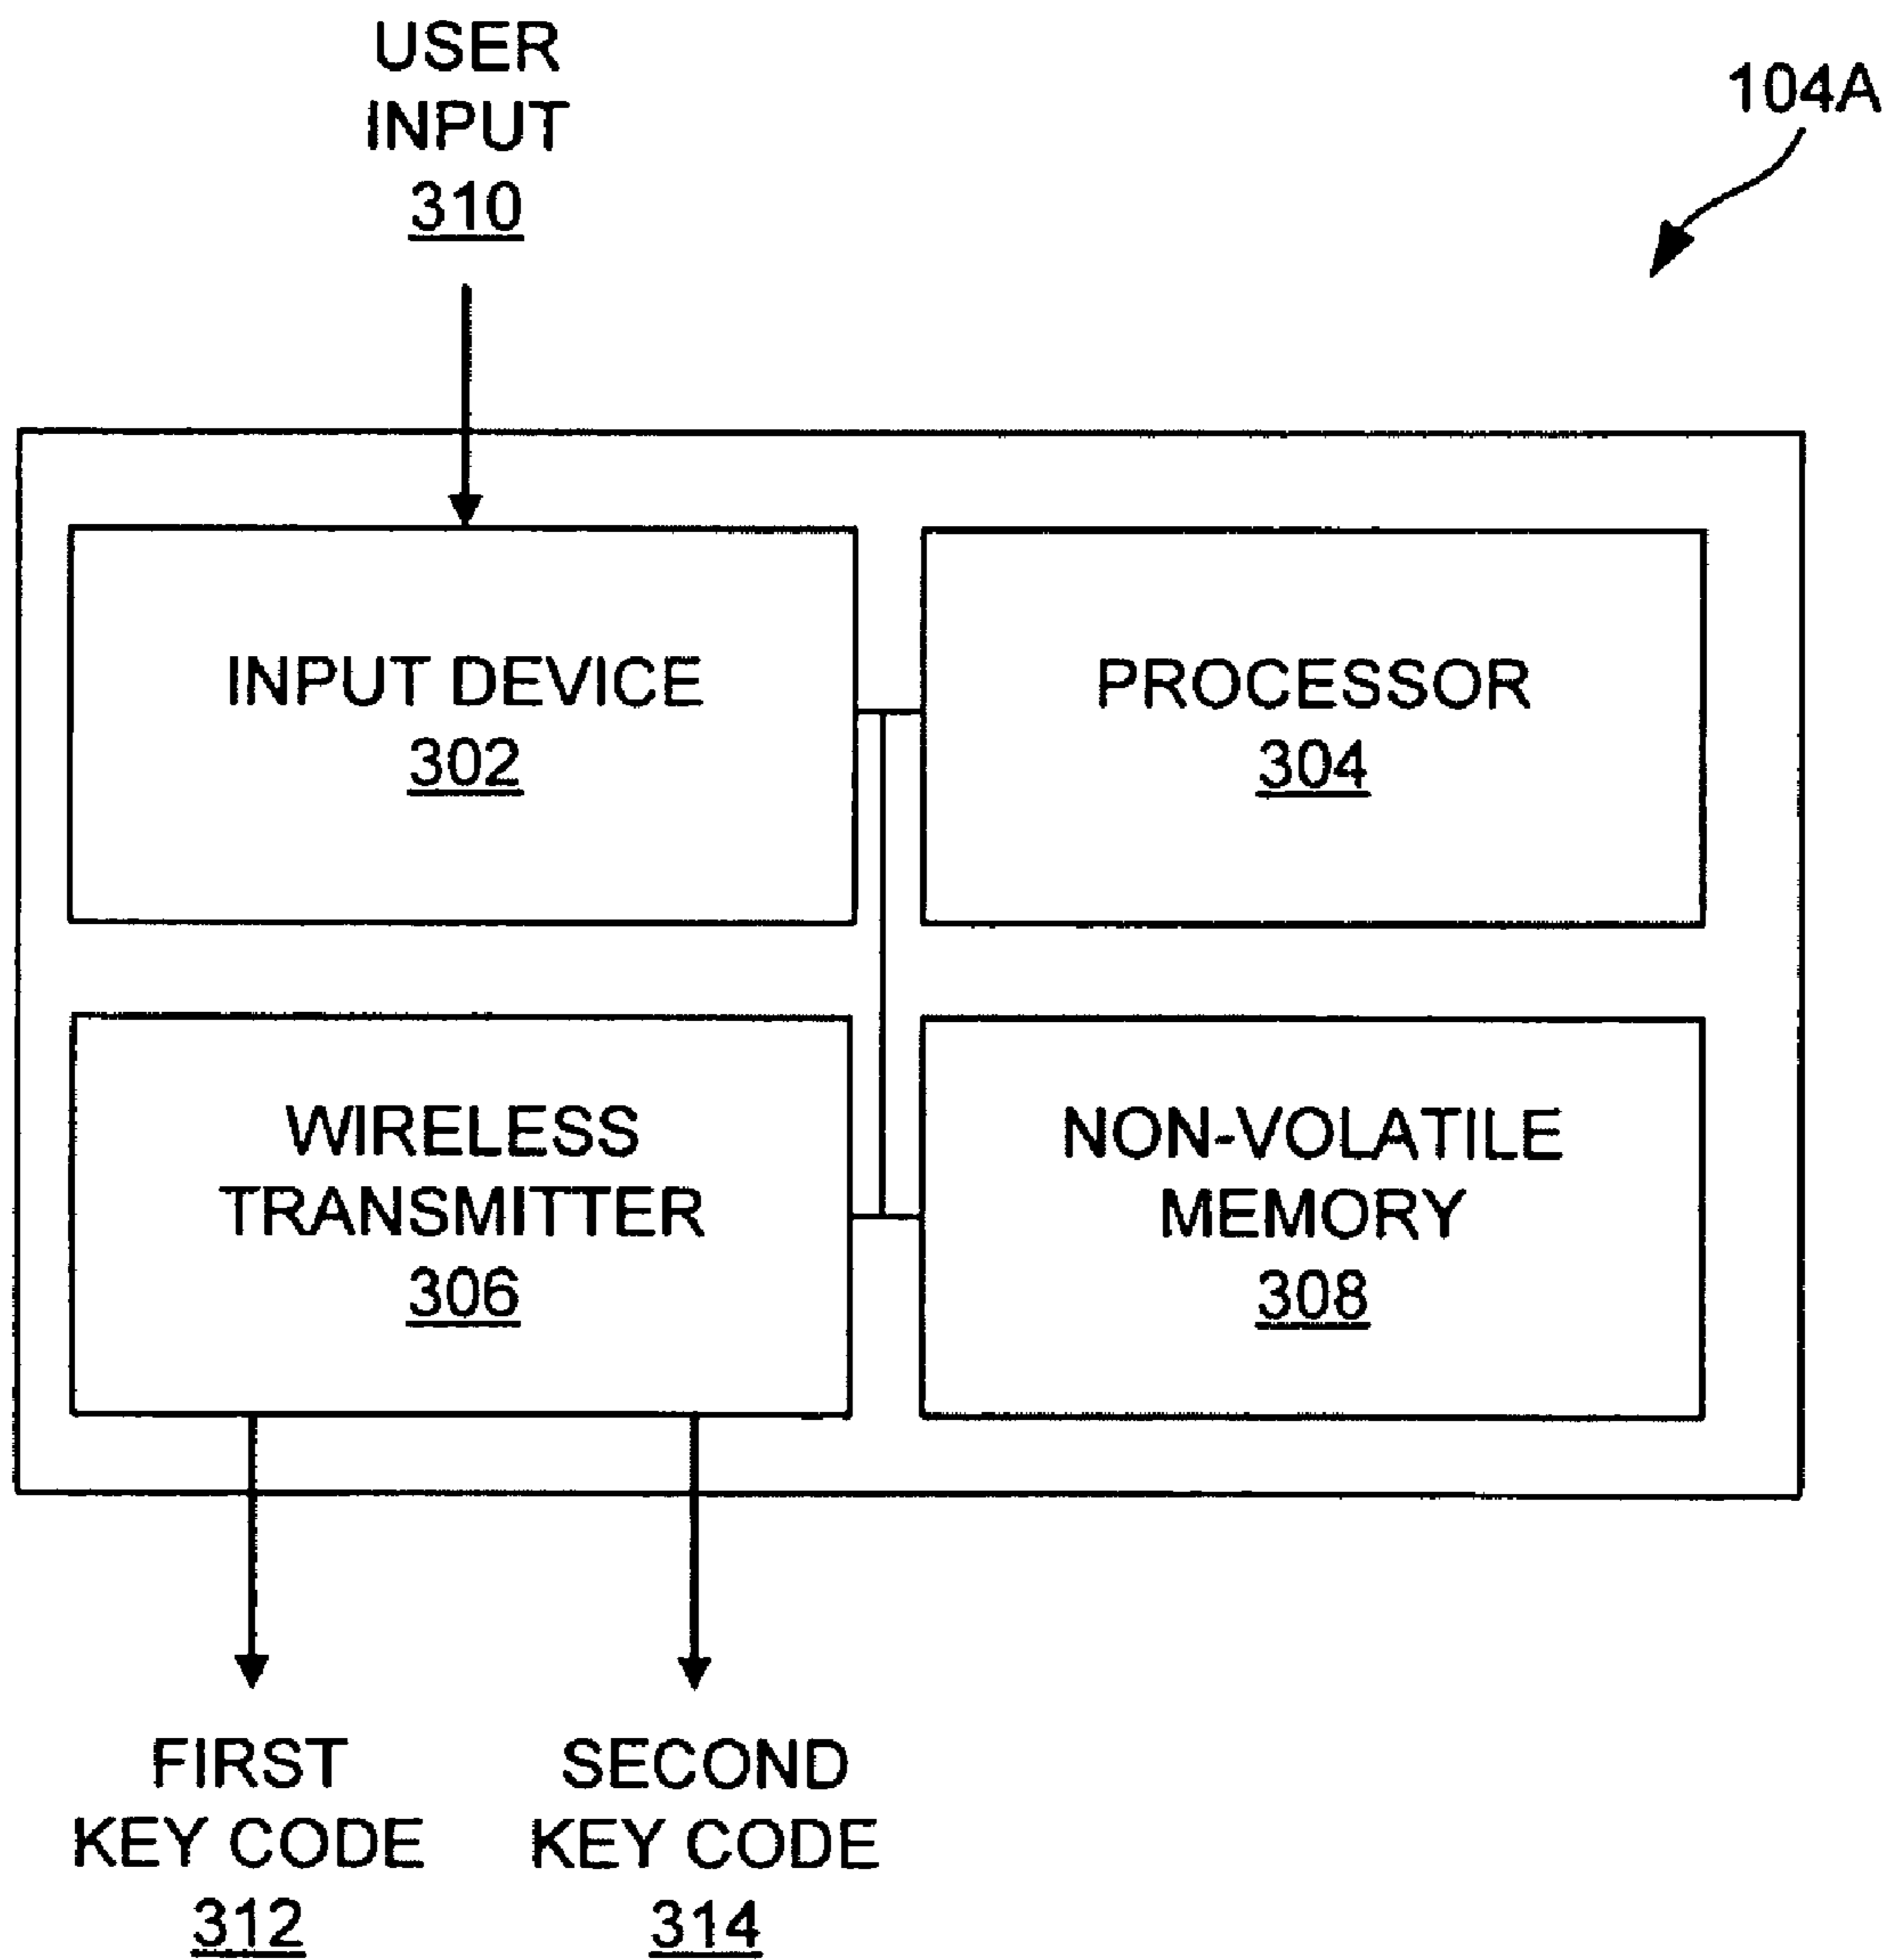 USER
INPUT
310
104A
INPUT DEVICE
302
PROCESSOR
304
WIRELESS
TRANSMITTER
306
NON-VOLATILE
MEMORY
308
FIRST
KEY CODE
312
SECOND
KEY CODE
314